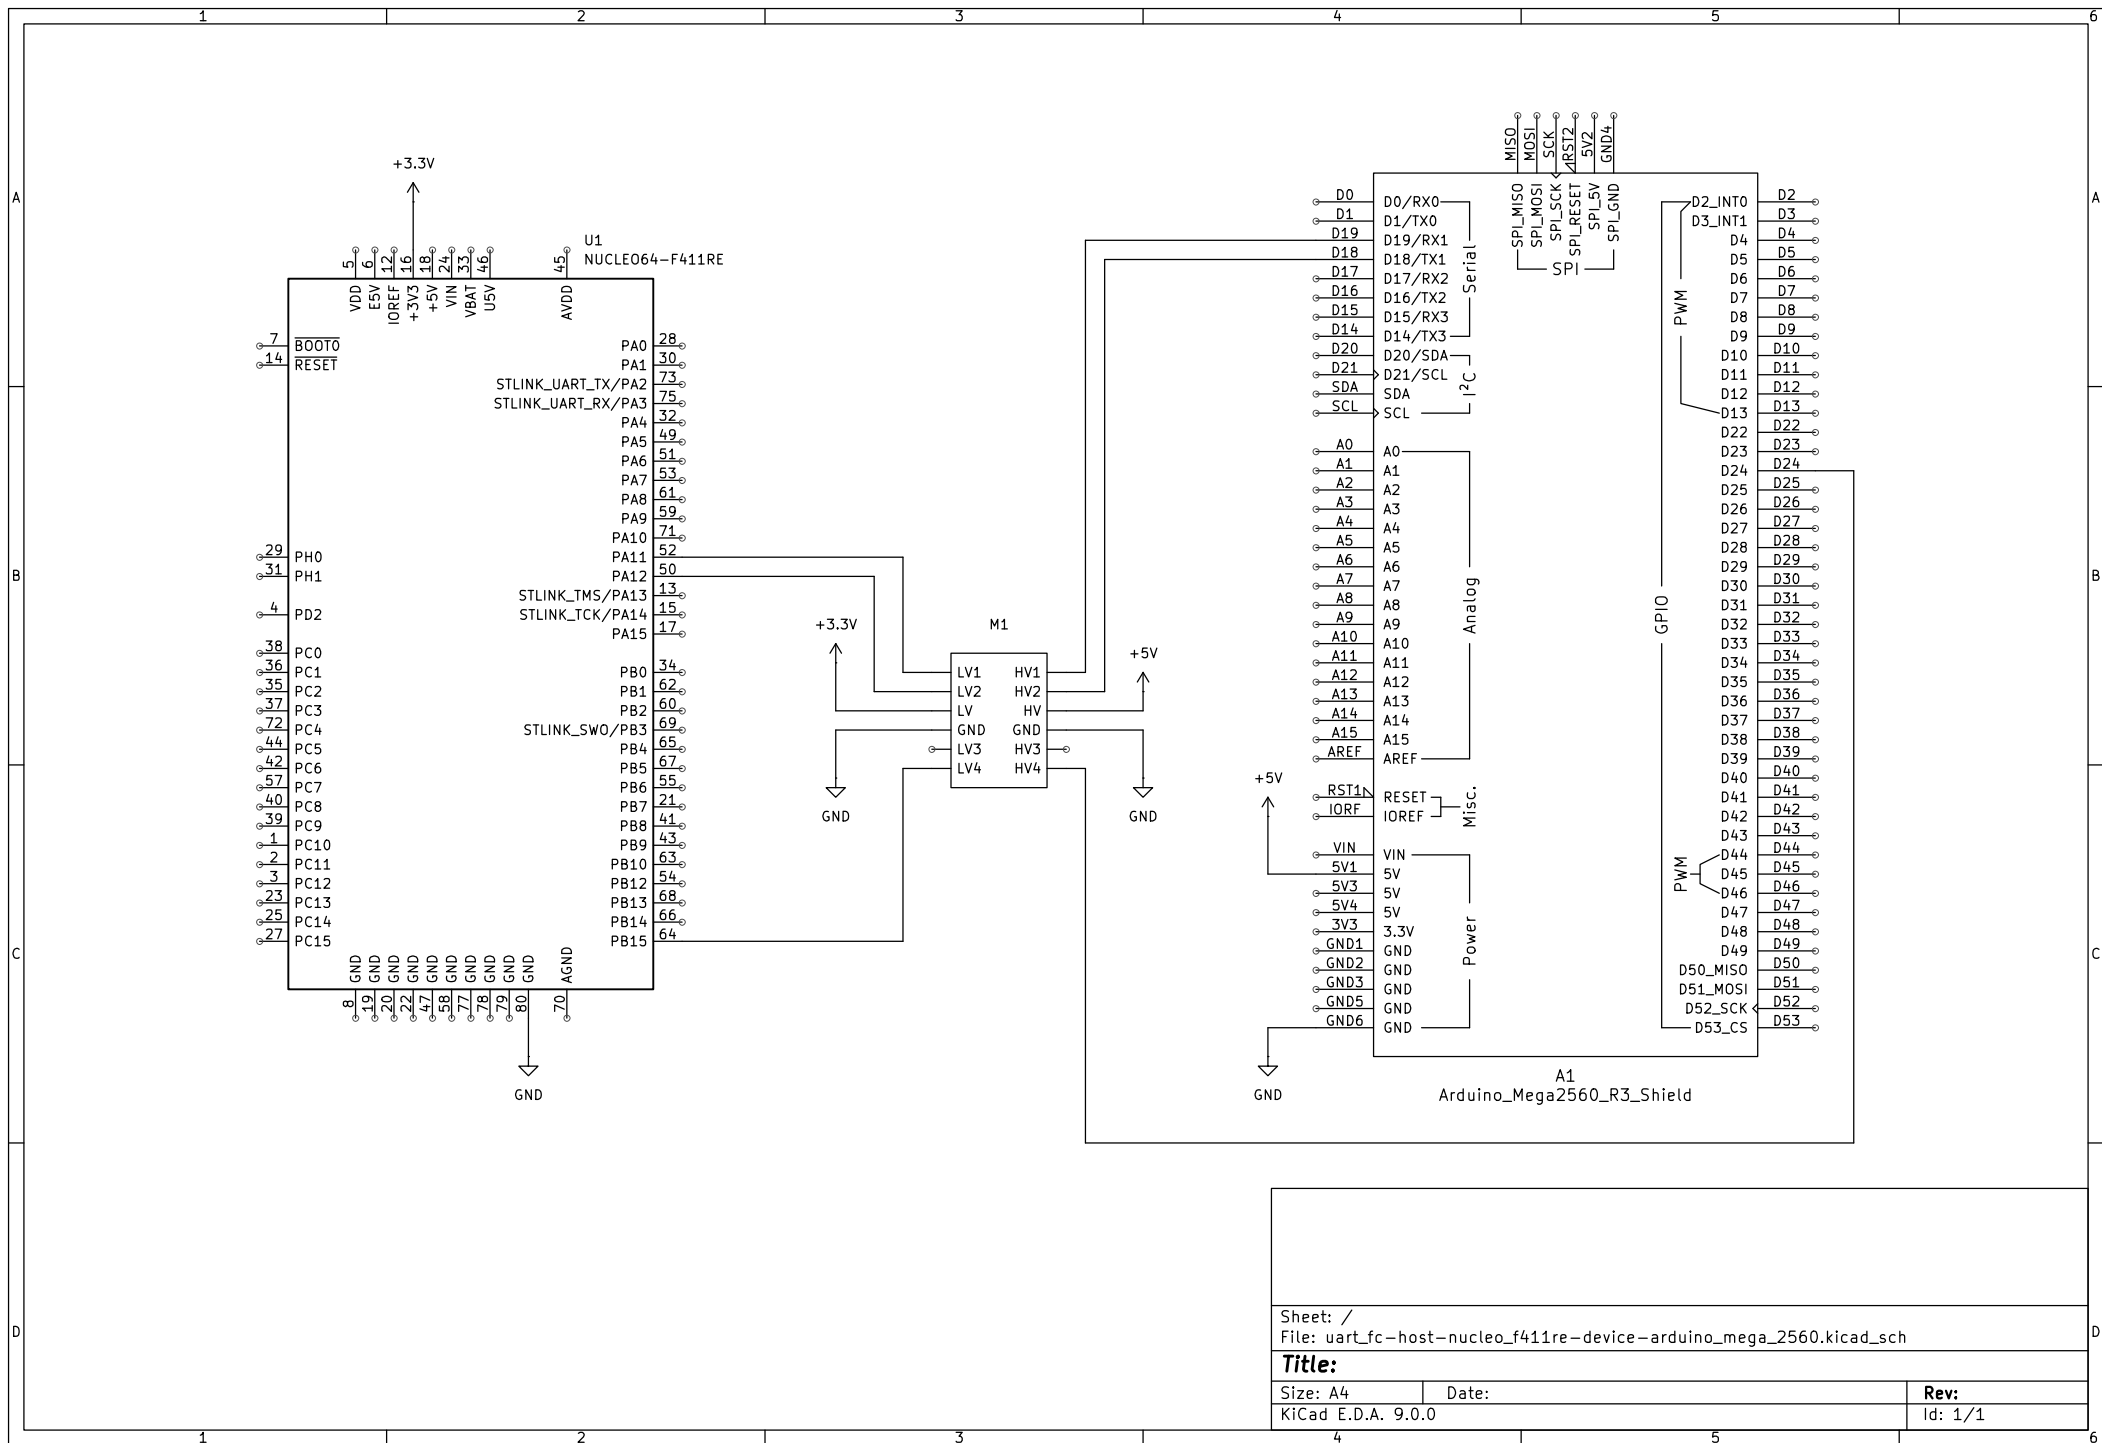 1 2 3 4 5 6
A
B
C
D
A
B
C
D
1 2 3 4 5 6
+3.3V
U1
NUCLEO64-F411RE
5 6 12 16 18 24 33 46 45
VDD E5V IOREF +3V3 +5V VIN VBAT U5V AVDD
7 BOOT0
14 RESET
29 PH0
31 PH1
4 PD2
38 PC0
36 PC1
35 PC2
37 PC3
72 PC4
44 PC5
42 PC6
57 PC7
40 PC8
39 PC9
1 PC10
2 PC11
3 PC12
23 PC13
25 PC14
27 PC15
PA0 28
PA1 30
STLINK_UART_TX/PA2 73
STLINK_UART_RX/PA3 75
PA4 32
PA5 49
PA6 51
PA7 53
PA8 61
PA9 59
PA10 71
PA11 52
PA12 50
STLINK_TMS/PA13 13
STLINK_TCK/PA14 15
PA15 17
PB0 34
PB1 62
PB2 60
STLINK_SWO/PB3 69
PB4 65
PB5 67
PB6 55
PB7 21
PB8 41
PB9 43
PB10 63
PB12 54
PB13 68
PB14 66
PB15 64
GND GND GND GND GND GND GND GND GND GND AGND
8 19 20 22 47 58 77 78 79 80 70
GND
+3.3V
M1
+5V
LV1 HV1
LV2 HV2
LV HV
GND GND
LV3 HV3
LV4 HV4
GND
GND
MISO MOSI SCK RST2 5V2 GND4
SPI_MISO SPI_MOSI SPI_SCK SPI_RESET SPI_5V SPI_GND
SPI
D0 D0/RX0
D1 D1/TX0
D19 D19/RX1
D18 D18/TX1
D17 D17/RX2
D16 D16/TX2
D15 D15/RX3
D14 D14/TX3
Serial
D20 D20/SDA
D21 D21/SCL
SDA SDA
SCL SCL
I²C
A0 A0
A1 A1
A2 A2
A3 A3
A4 A4
A5 A5
A6 A6
A7 A7
A8 A8
A9 A9
A10 A10
A11 A11
A12 A12
A13 A13
A14 A14
A15 A15
AREF AREF
Analog
+5V
RST1 RESET
IORF IOREF
Misc.
VIN VIN
5V1 5V
5V3 5V
5V4 5V
3V3 3.3V
GND1 GND
GND2 GND
GND3 GND
GND5 GND
GND6 GND
Power
GND
D2_INT0 D2
D3_INT1 D3
D4 D4
D5 D5
D6 D6
D7 D7
D8 D8
D9 D9
D10 D10
D11 D11
D12 D12
D13 D13
PWM
D22 D22
D23 D23
D24 D24
D25 D25
D26 D26
D27 D27
D28 D28
D29 D29
D30 D30
D31 D31
D32 D32
D33 D33
D34 D34
D35 D35
D36 D36
D37 D37
D38 D38
D39 D39
D40 D40
D41 D41
D42 D42
D43 D43
D44 D44
D45 D45
D46 D46
PWM
D47 D47
D48 D48
D49 D49
D50_MISO D50
D51_MOSI D51
D52_SCK D52
D53_CS D53
GPIO
A1
Arduino_Mega2560_R3_Shield
Sheet: /
File: uart_fc-host-nucleo_f411re-device-arduino_mega_2560.kicad_sch
Title:
Size: A4 Date: Rev:
KiCad E.D.A. 9.0.0 Id: 1/1